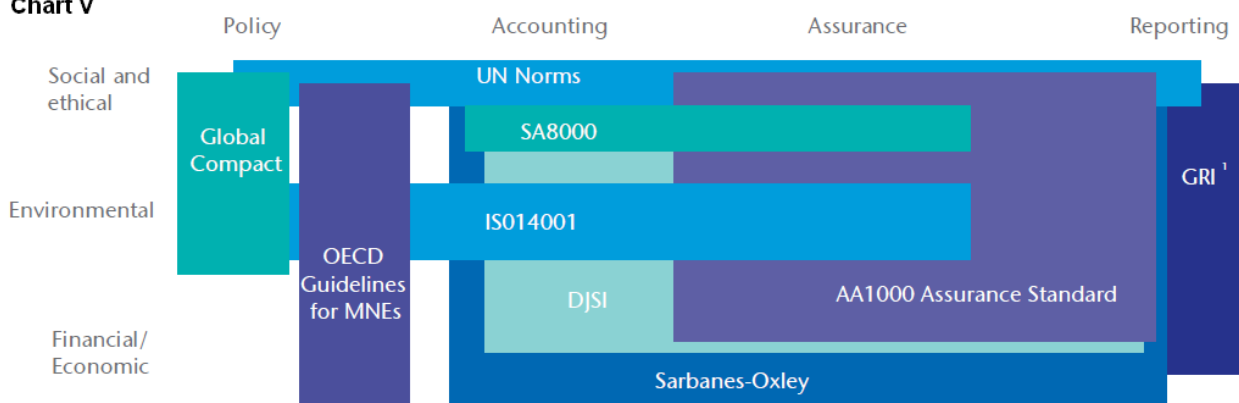 Chart V
Policy
Accounting
Assurance
Reporting
Social and
ethical
UN Norms
SA8000
Global
Compact
GRI 1
Environmental
IS014001
OECD
Guidelines
for MNEs
DJSI
AA1000 Assurance Standard
Financial/
Economic
Sarbanes-Oxley